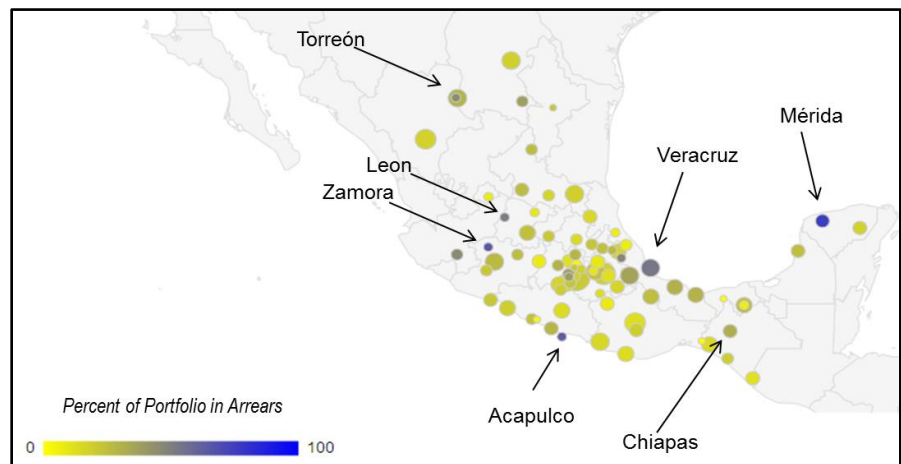 Torreón
Mérida
Veracruz
Leon
Zamora
Acapulco
Chiapas
Percent of Portfolio in Arrears
0 100